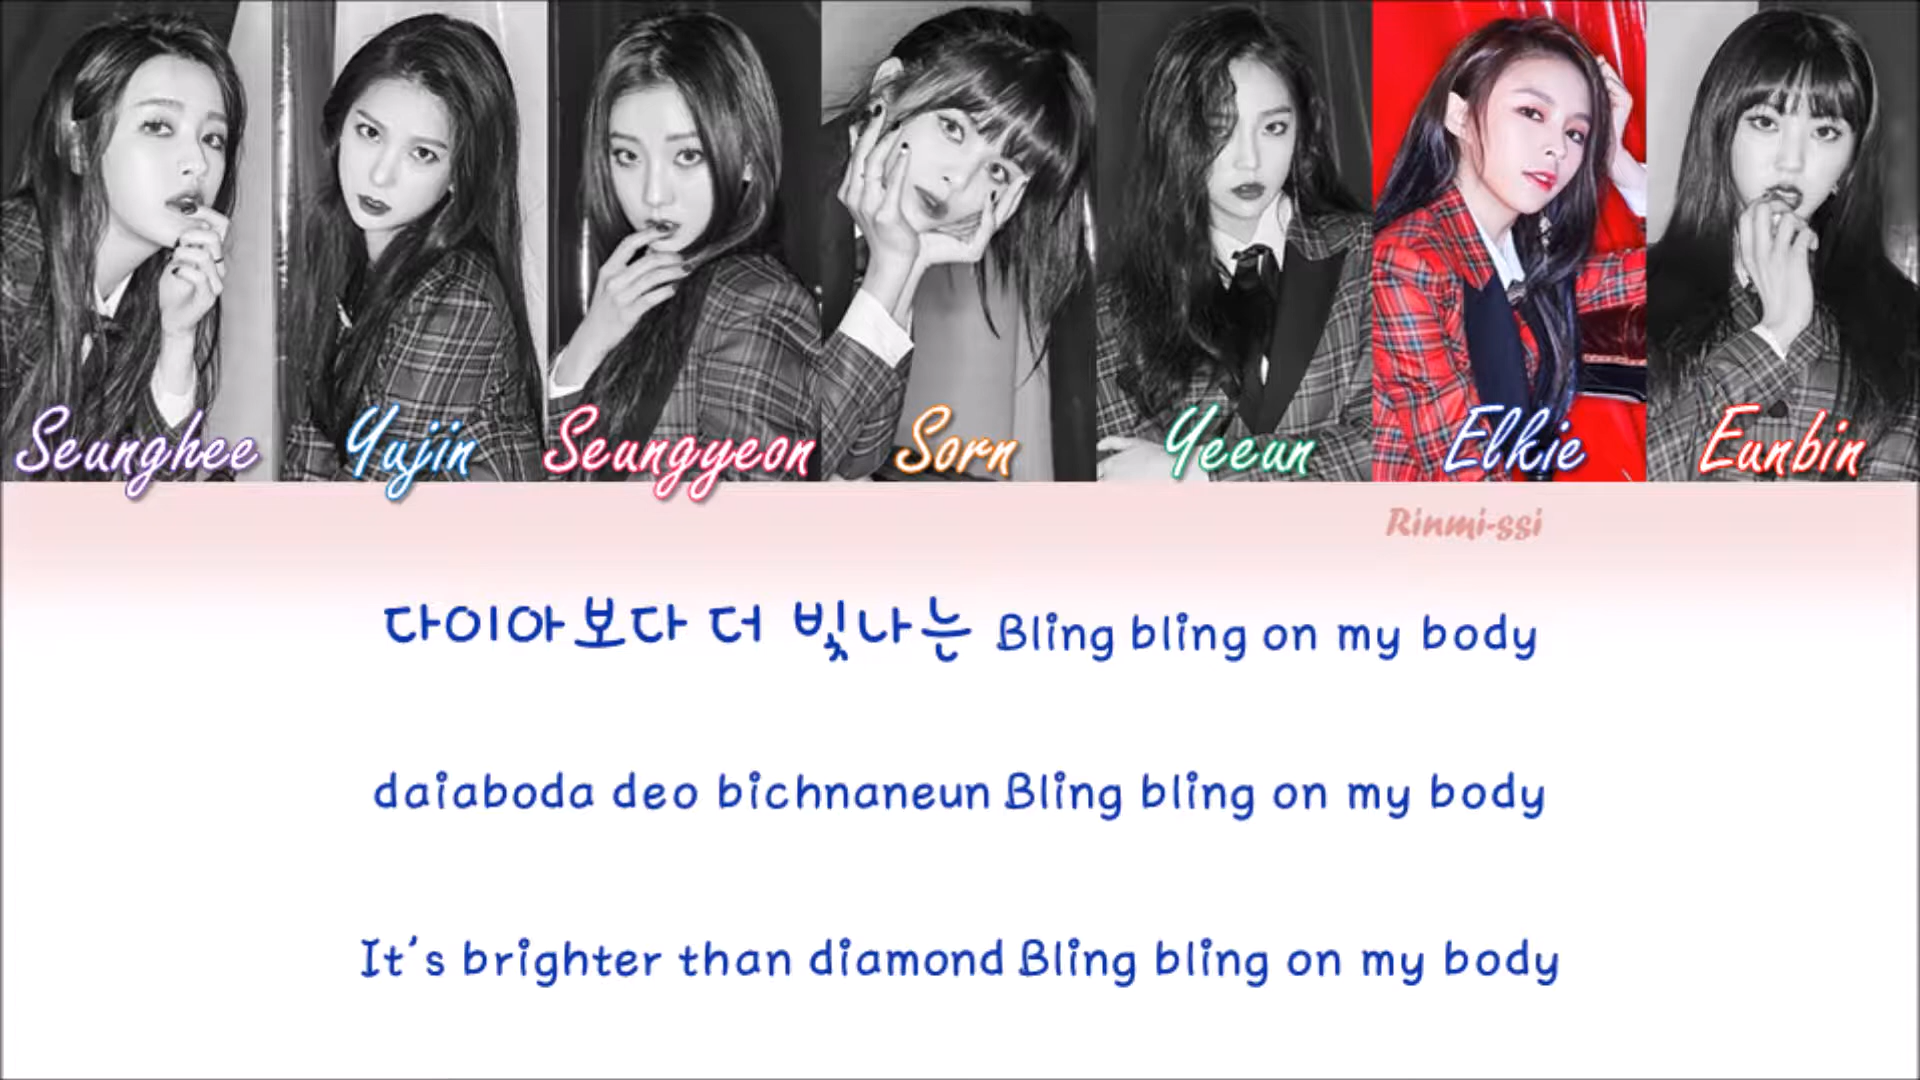 Seunghee Yujin Seungyeon Sorn Yeeun Elkie Eunbin
Rinmi-ssi
다이아보다 더 빛나는 Bling bling on my body
daiaboda deo bichnaneun Bling bling on my body
It's brighter than diamond Bling bling on my body